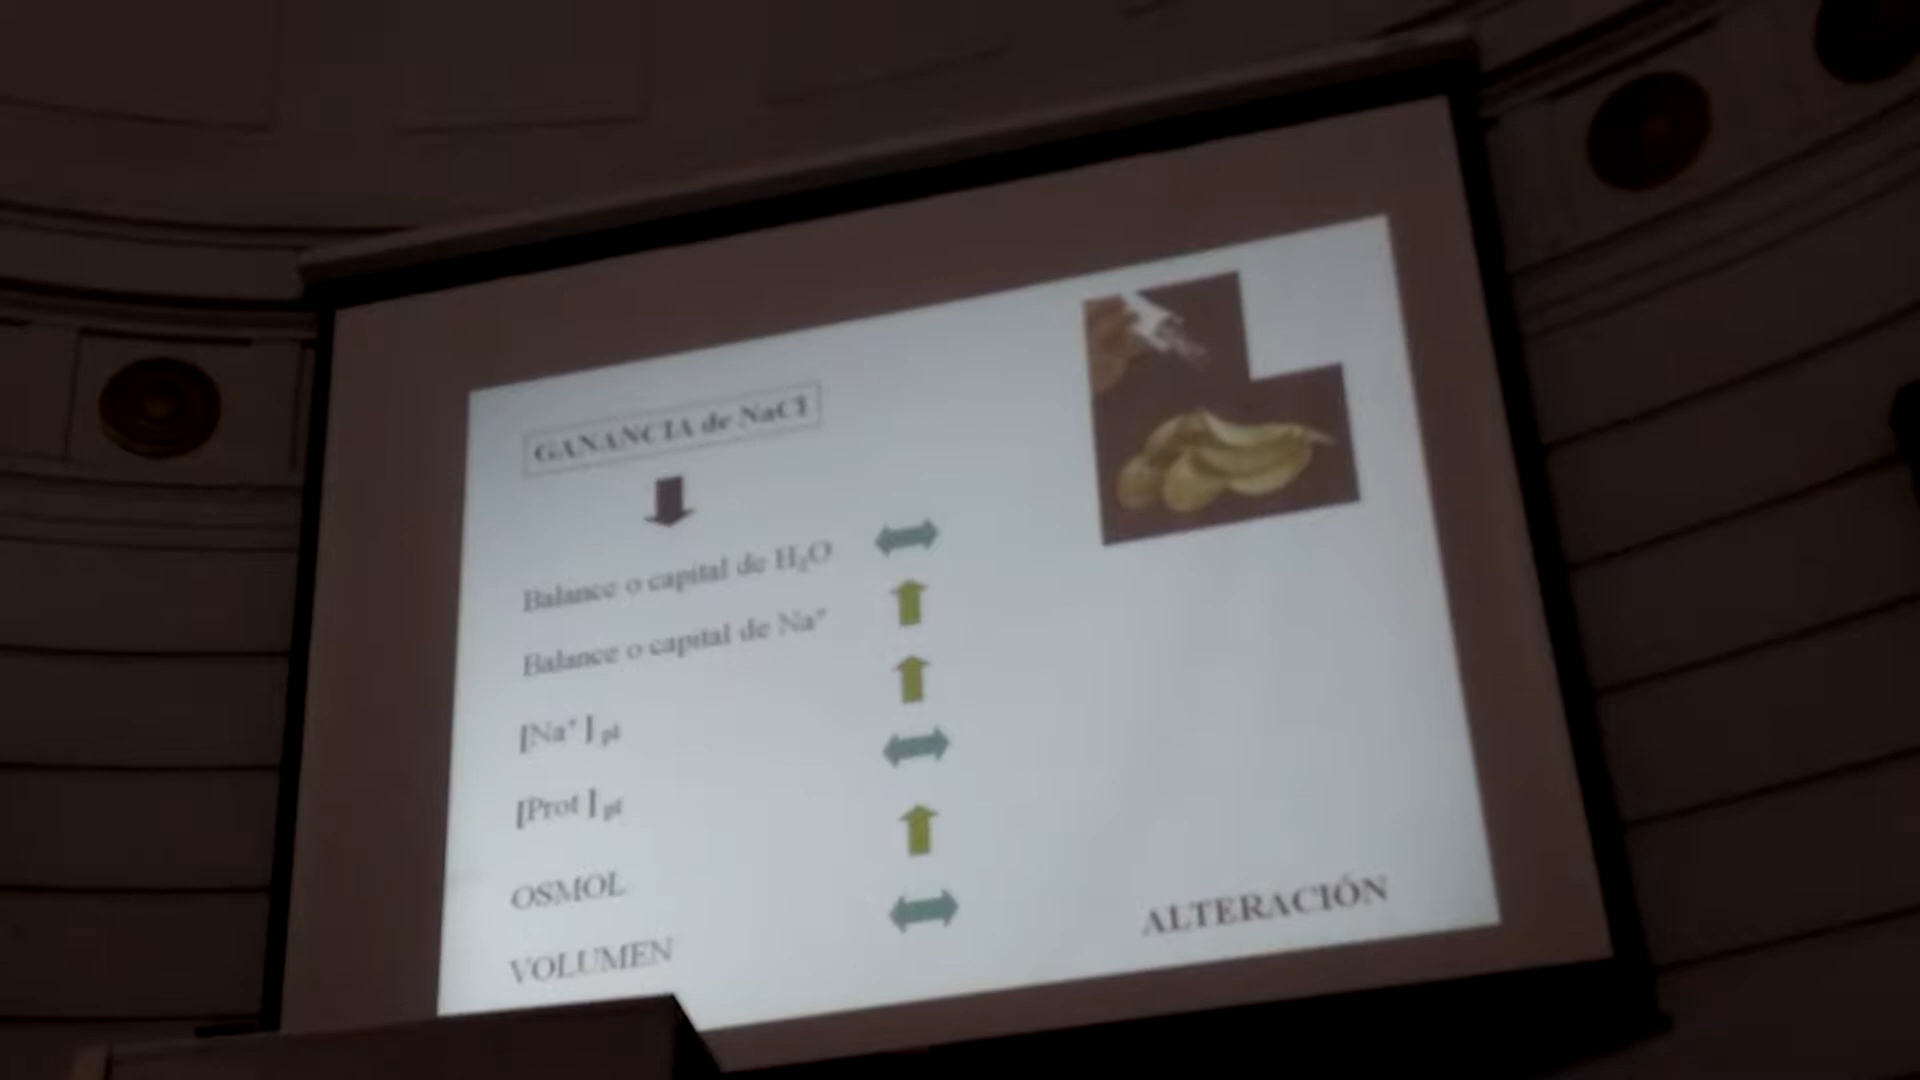 GANANCIA de NaCl
Balance o capital de H₂O
Balance o capital de Na⁺
[Na⁺] pl
[Prot] pl
OSMOL
VOLUMEN
ALTERACIÓN